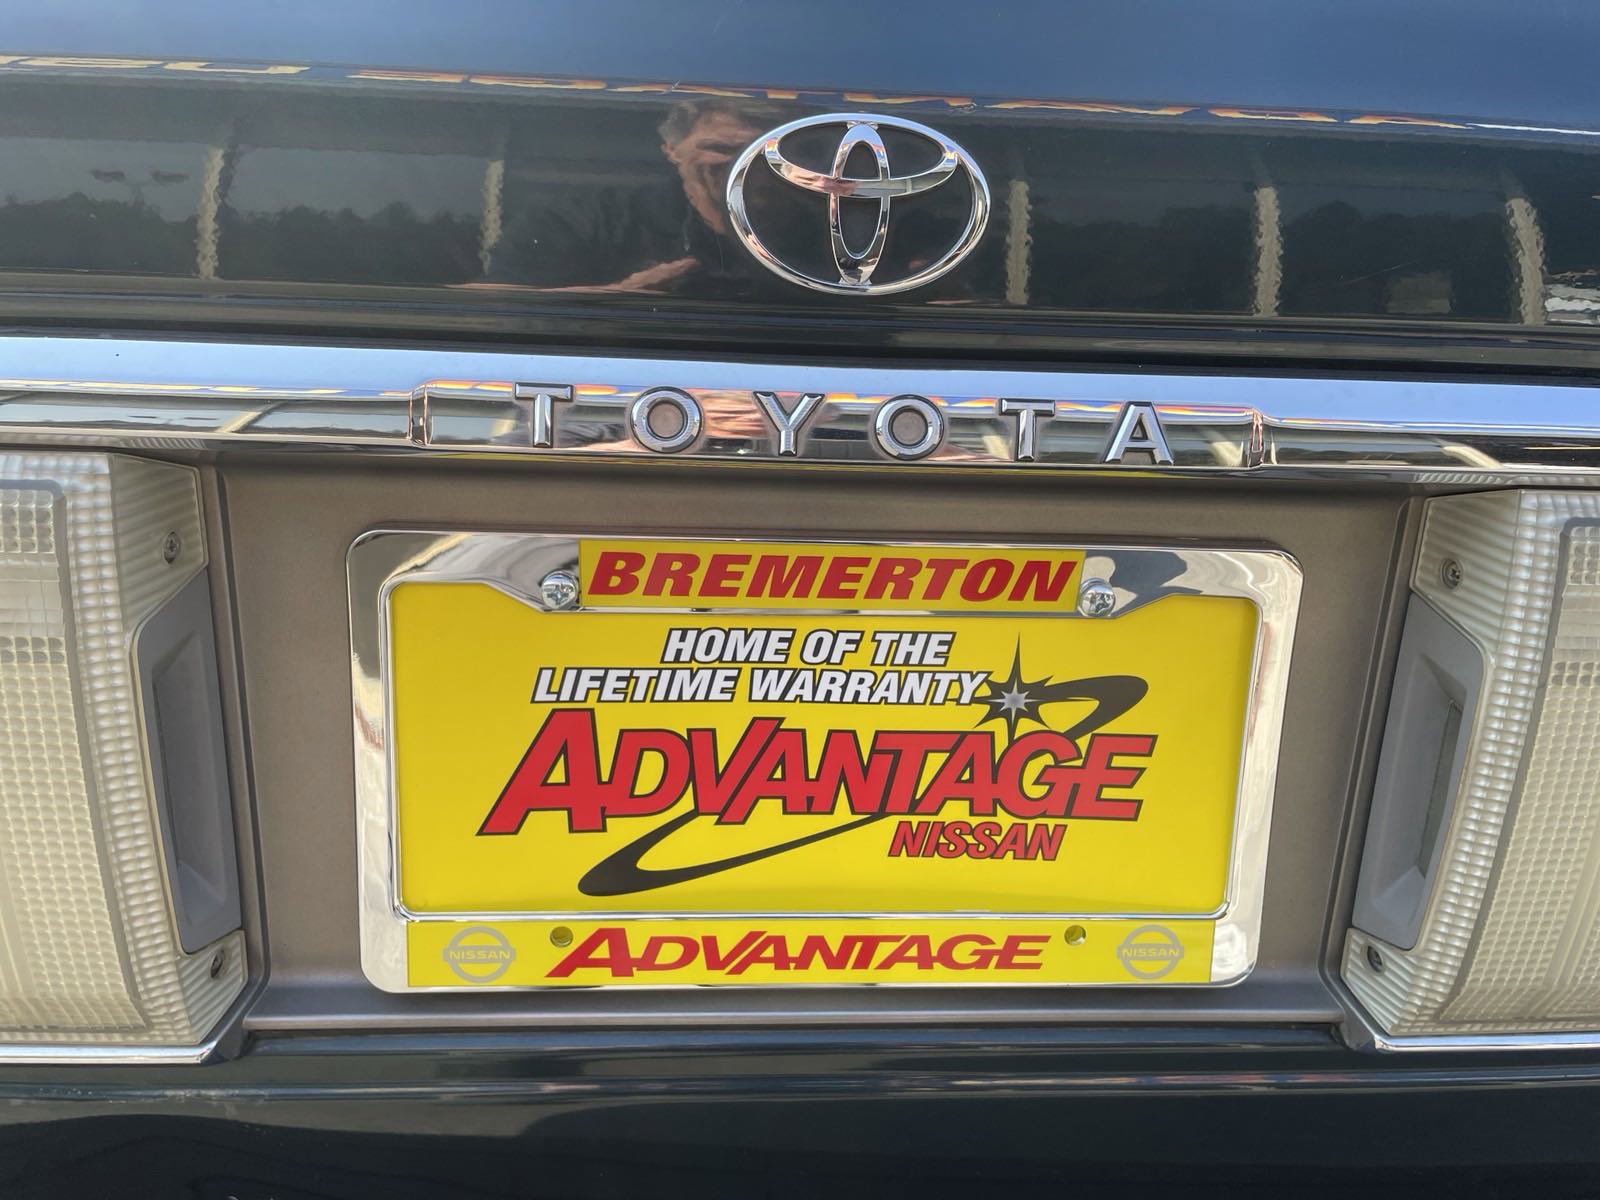 TOYOTA
BREMERTON
HOME OF THE
LIFETIME WARRANTY
ADVANTAGE
NISSAN
NISSAN ADVANTAGE NISSAN